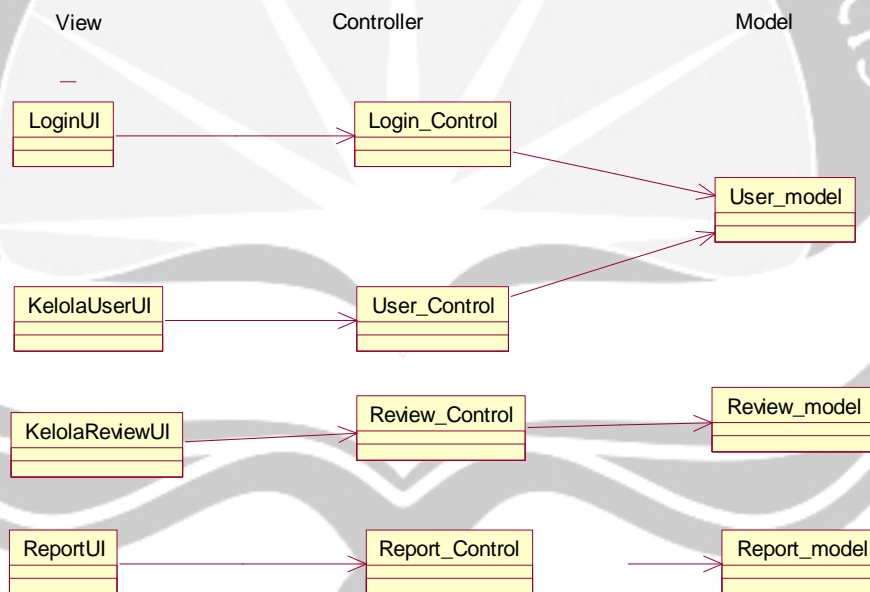 View Controller Model
LoginUI
Login_Control
User_model
KelolaUserUI
User_Control
KelolaReviewUI
Review_Control
Review_model
ReportUI
Report_Control
Report_model